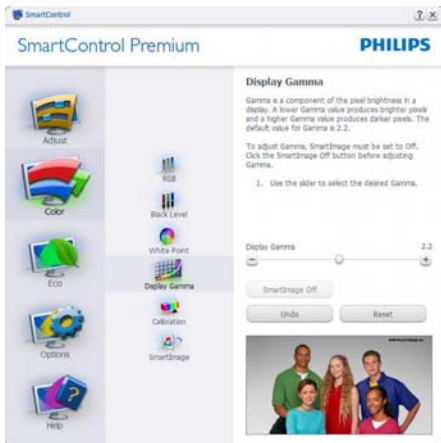 SmartControl
SmartControl Premium
PHILIPS
Display Gamma
Gamma is a component of the pixel brightness in a
display. A lower Gamma value produces brighter pixels
and a higher Gamma value produces darker pixels. The
default value for Gamma is 2.2.
To adjust Gamma, SmartImage must be set to Off.
Click the SmartImage Off button before adjusting
Gamma.
1. Use the slider to select the desired Gamma.
Adjust
Color
Eco
Options
Help
RGB
Black Level
White Point
Display Gamma
Calibration
SmartImage
Display Gamma 2.2
SmartImage Off
Undo Reset